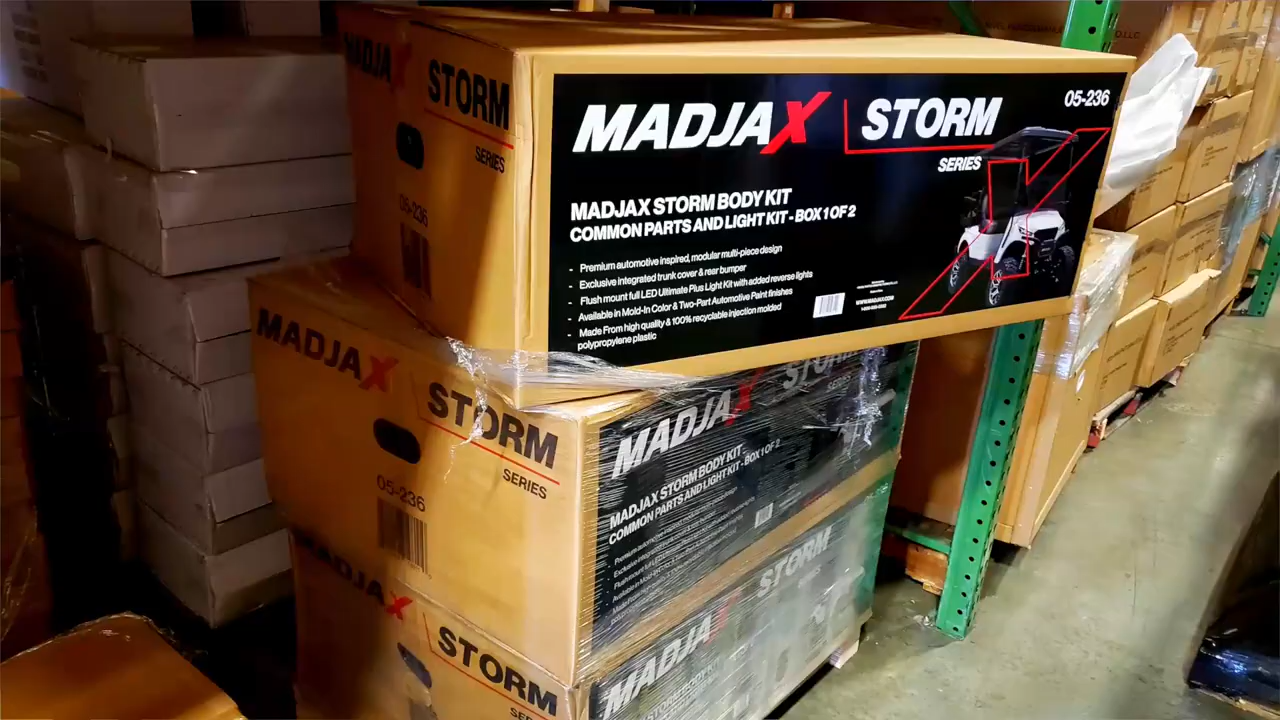 MADJAX STORM
SERIES
05-236
MADJAX STORM
SERIES
05-236
MADJAX STORM BODY KIT
COMMON PARTS AND LIGHT KIT - BOX 1 OF 2
- Premium automotive inspired, modular multi-piece design
- Exclusive integrated trunk cover & rear bumper
- Flush mount full LED Ultimate Plus Light Kit with added reverse lights
- Available in Mold-In Color & Two-Part Automotive Paint finishes
- Made From high quality & 100% recyclable injection molded
polypropylene plastic
WWW.MADJAX.COM
MADJAX STORM
SERIES
05-236
MADJAX STORM
SERIES
MADJAX STORM BODY KIT
COMMON PARTS AND LIGHT KIT - BOX 1 OF 2
MADJAX STORM
MADJAX STORM